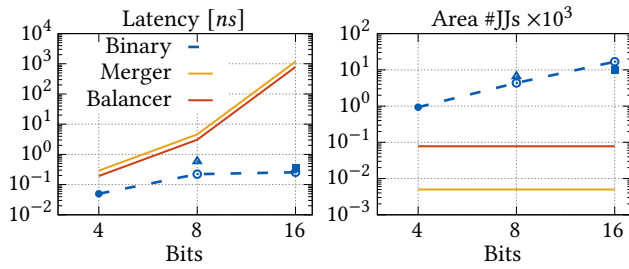 Latency [ns]
10^4
10^3
10^2
10^1
10^0
10^-1
10^-2
Binary
Merger
Balancer
4 8 16
Bits
Area #JJs ×10^3
10^2
10^1
10^0
10^-1
10^-2
10^-3
4 8 16
Bits